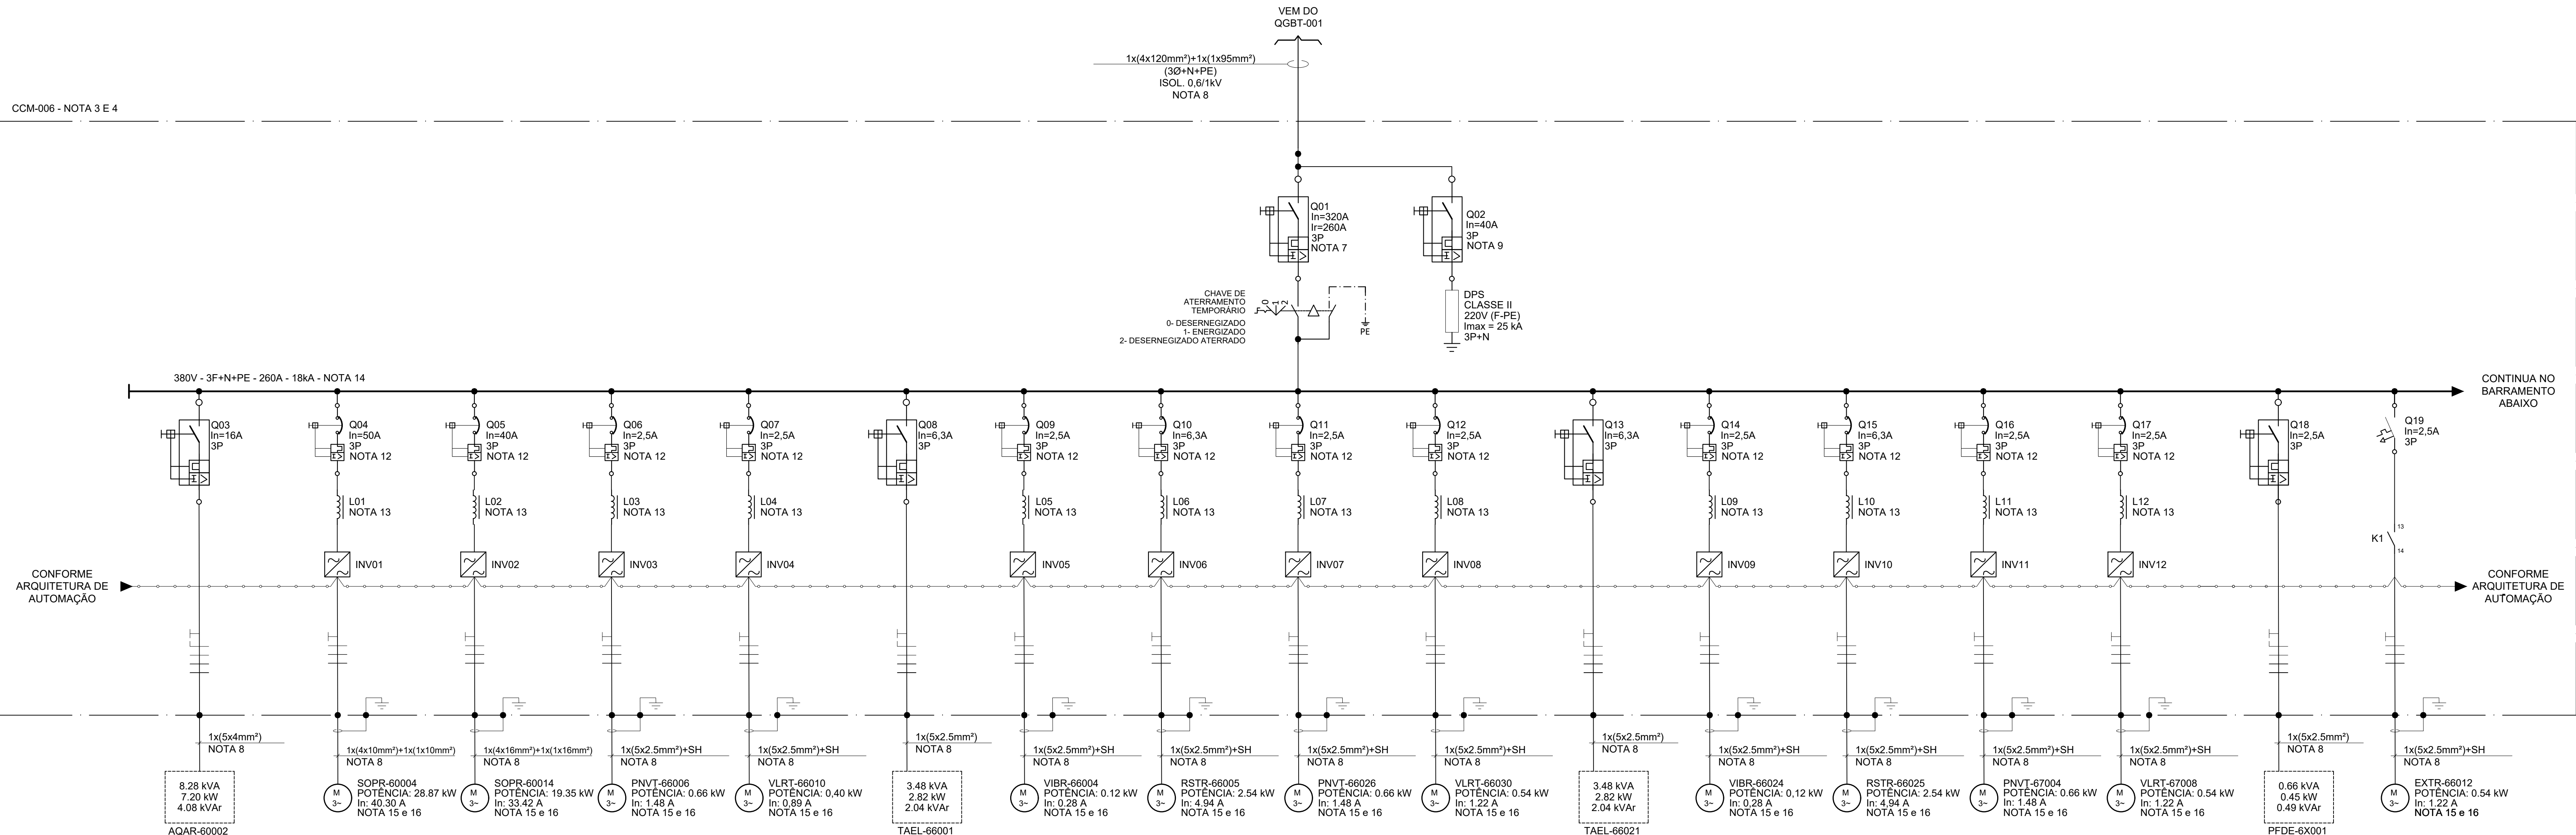 VEM DO
QGBT-001
1x(4x120mm²)+1x(1x95mm²)
(3Ø+N+PE)
ISOL. 0,6/1kV
NOTA 8
CCM-006 - NOTA 3 E 4
Q01
In=320A
Ir=260A
3P
NOTA 7
Q02
In=40A
3P
NOTA 9
CHAVE DE
ATERRAMENTO
TEMPORÁRIO
0 1 2
0- DESERNEGIZADO
1- ENERGIZADO
2- DESERNEGIZADO ATERRADO
PE
DPS
CLASSE II
220V (F-PE)
Imax = 25 kA
3P+N
380V - 3F+N+PE - 260A - 18kA - NOTA 14
CONTINUA NO
BARRAMENTO
ABAIXO
Q03
In=16A
3P
Q04
In=50A
3P
NOTA 12
Q05
In=40A
3P
NOTA 12
Q06
In=2,5A
3P
NOTA 12
Q07
In=2,5A
3P
NOTA 12
Q08
In=6,3A
3P
Q09
In=2,5A
3P
NOTA 12
Q10
In=6,3A
3P
NOTA 12
Q11
In=2,5A
3P
NOTA 12
Q12
In=2,5A
3P
NOTA 12
Q13
In=6,3A
3P
Q14
In=2,5A
3P
NOTA 12
Q15
In=6,3A
3P
NOTA 12
Q16
In=2,5A
3P
NOTA 12
Q17
In=2,5A
3P
NOTA 12
Q18
In=2,5A
3P
Q19
In=2,5A
3P
L01
NOTA 13
L02
NOTA 13
L03
NOTA 13
L04
NOTA 13
L05
NOTA 13
L06
NOTA 13
L07
NOTA 13
L08
NOTA 13
L09
NOTA 13
L10
NOTA 13
L11
NOTA 13
L12
NOTA 13
13
K1
14
INV01
INV02
INV03
INV04
INV05
INV06
INV07
INV08
INV09
INV10
INV11
INV12
CONFORME
ARQUITETURA DE
AUTOMAÇÃO
CONFORME
ARQUITETURA DE
AUTOMAÇÃO
1x(5x4mm²)
NOTA 8
8.28 kVA
7.20 kW
4.08 kVAr
AQAR-60002
1x(4x10mm²)+1x(1x10mm²)
NOTA 8
M
3~
SOPR-60004
POTÊNCIA: 28.87 kW
In: 40.30 A
NOTA 15 e 16
1x(4x16mm²)+1x(1x16mm²)
NOTA 8
M
3~
SOPR-60014
POTÊNCIA: 19.35 kW
In: 33.42 A
NOTA 15 e 16
1x(5x2.5mm²)+SH
NOTA 8
M
3~
PNVT-66006
POTÊNCIA: 0.66 kW
In: 1,48 A
NOTA 15 e 16
1x(5x2.5mm²)+SH
NOTA 8
M
3~
VLRT-66010
POTÊNCIA: 0,40 kW
In: 0,89 A
NOTA 15 e 16
1x(5x2.5mm²)
NOTA 8
3.48 kVA
2.82 kW
2.04 kVAr
TAEL-66001
1x(5x2.5mm²)+SH
NOTA 8
M
3~
VIBR-66004
POTÊNCIA: 0.12 kW
In: 0.28 A
NOTA 15 e 16
1x(5x2.5mm²)+SH
NOTA 8
M
3~
RSTR-66005
POTÊNCIA: 2.54 kW
In: 4,94 A
NOTA 15 e 16
1x(5x2.5mm²)+SH
NOTA 8
M
3~
PNVT-66026
POTÊNCIA: 0.66 kW
In: 1,48 A
NOTA 15 e 16
1x(5x2.5mm²)+SH
NOTA 8
M
3~
VLRT-66030
POTÊNCIA: 0.54 kW
In: 1.22 A
NOTA 15 e 16
1x(5x2.5mm²)
NOTA 8
3.48 kVA
2.82 kW
2.04 kVAr
TAEL-66021
1x(5x2.5mm²)+SH
NOTA 8
M
3~
VIBR-66024
POTÊNCIA: 0,12 kW
In: 0,28 A
NOTA 15 e 16
1x(5x2.5mm²)+SH
NOTA 8
M
3~
RSTR-66025
POTÊNCIA: 2.54 kW
In: 4,94 A
NOTA 15 e 16
1x(5x2.5mm²)+SH
NOTA 8
M
3~
PNVT-67004
POTÊNCIA: 0.66 kW
In: 1.48 A
NOTA 15 e 16
1x(5x2.5mm²)+SH
NOTA 8
M
3~
VLRT-67008
POTÊNCIA: 0.54 kW
In: 1.22 A
NOTA 15 e 16
1x(5x2.5mm²)
NOTA 8
0.66 kVA
0.45 kW
0.49 kVAr
PFDE-6X001
1x(5x2.5mm²)+SH
NOTA 8
M
3~
EXTR-66012
POTÊNCIA: 0.54 kW
In: 1.22 A
NOTA 15 e 16